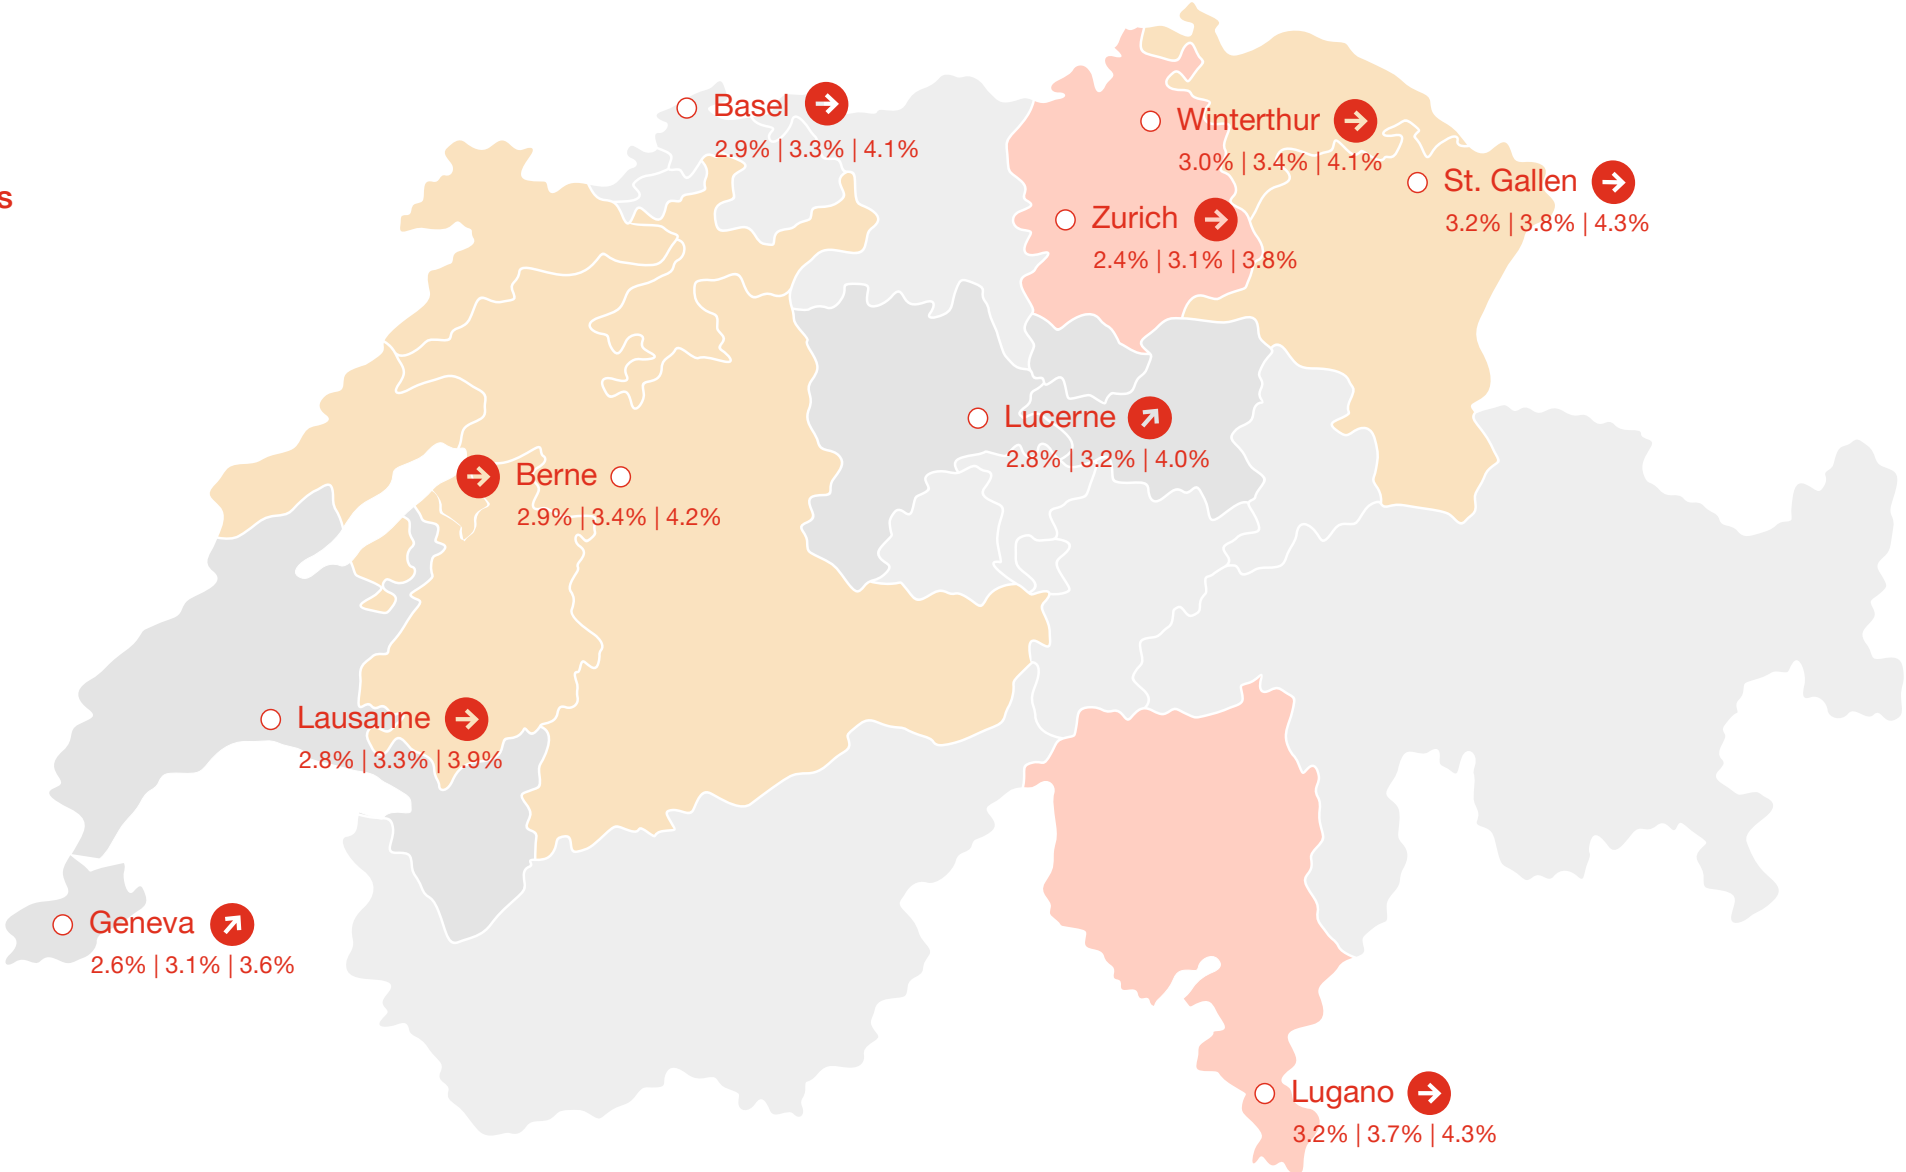 Basel
2.9% | 3.3% | 4.1%
Winterthur
3.0% | 3.4% | 4.1%
St. Gallen
3.2% | 3.8% | 4.3%
s
Zurich
2.4% | 3.1% | 3.8%
Lucerne
2.8% | 3.2% | 4.0%
Berne
2.9% | 3.4% | 4.2%
Lausanne
2.8% | 3.3% | 3.9%
Geneva
2.6% | 3.1% | 3.6%
Lugano
3.2% | 3.7% | 4.3%